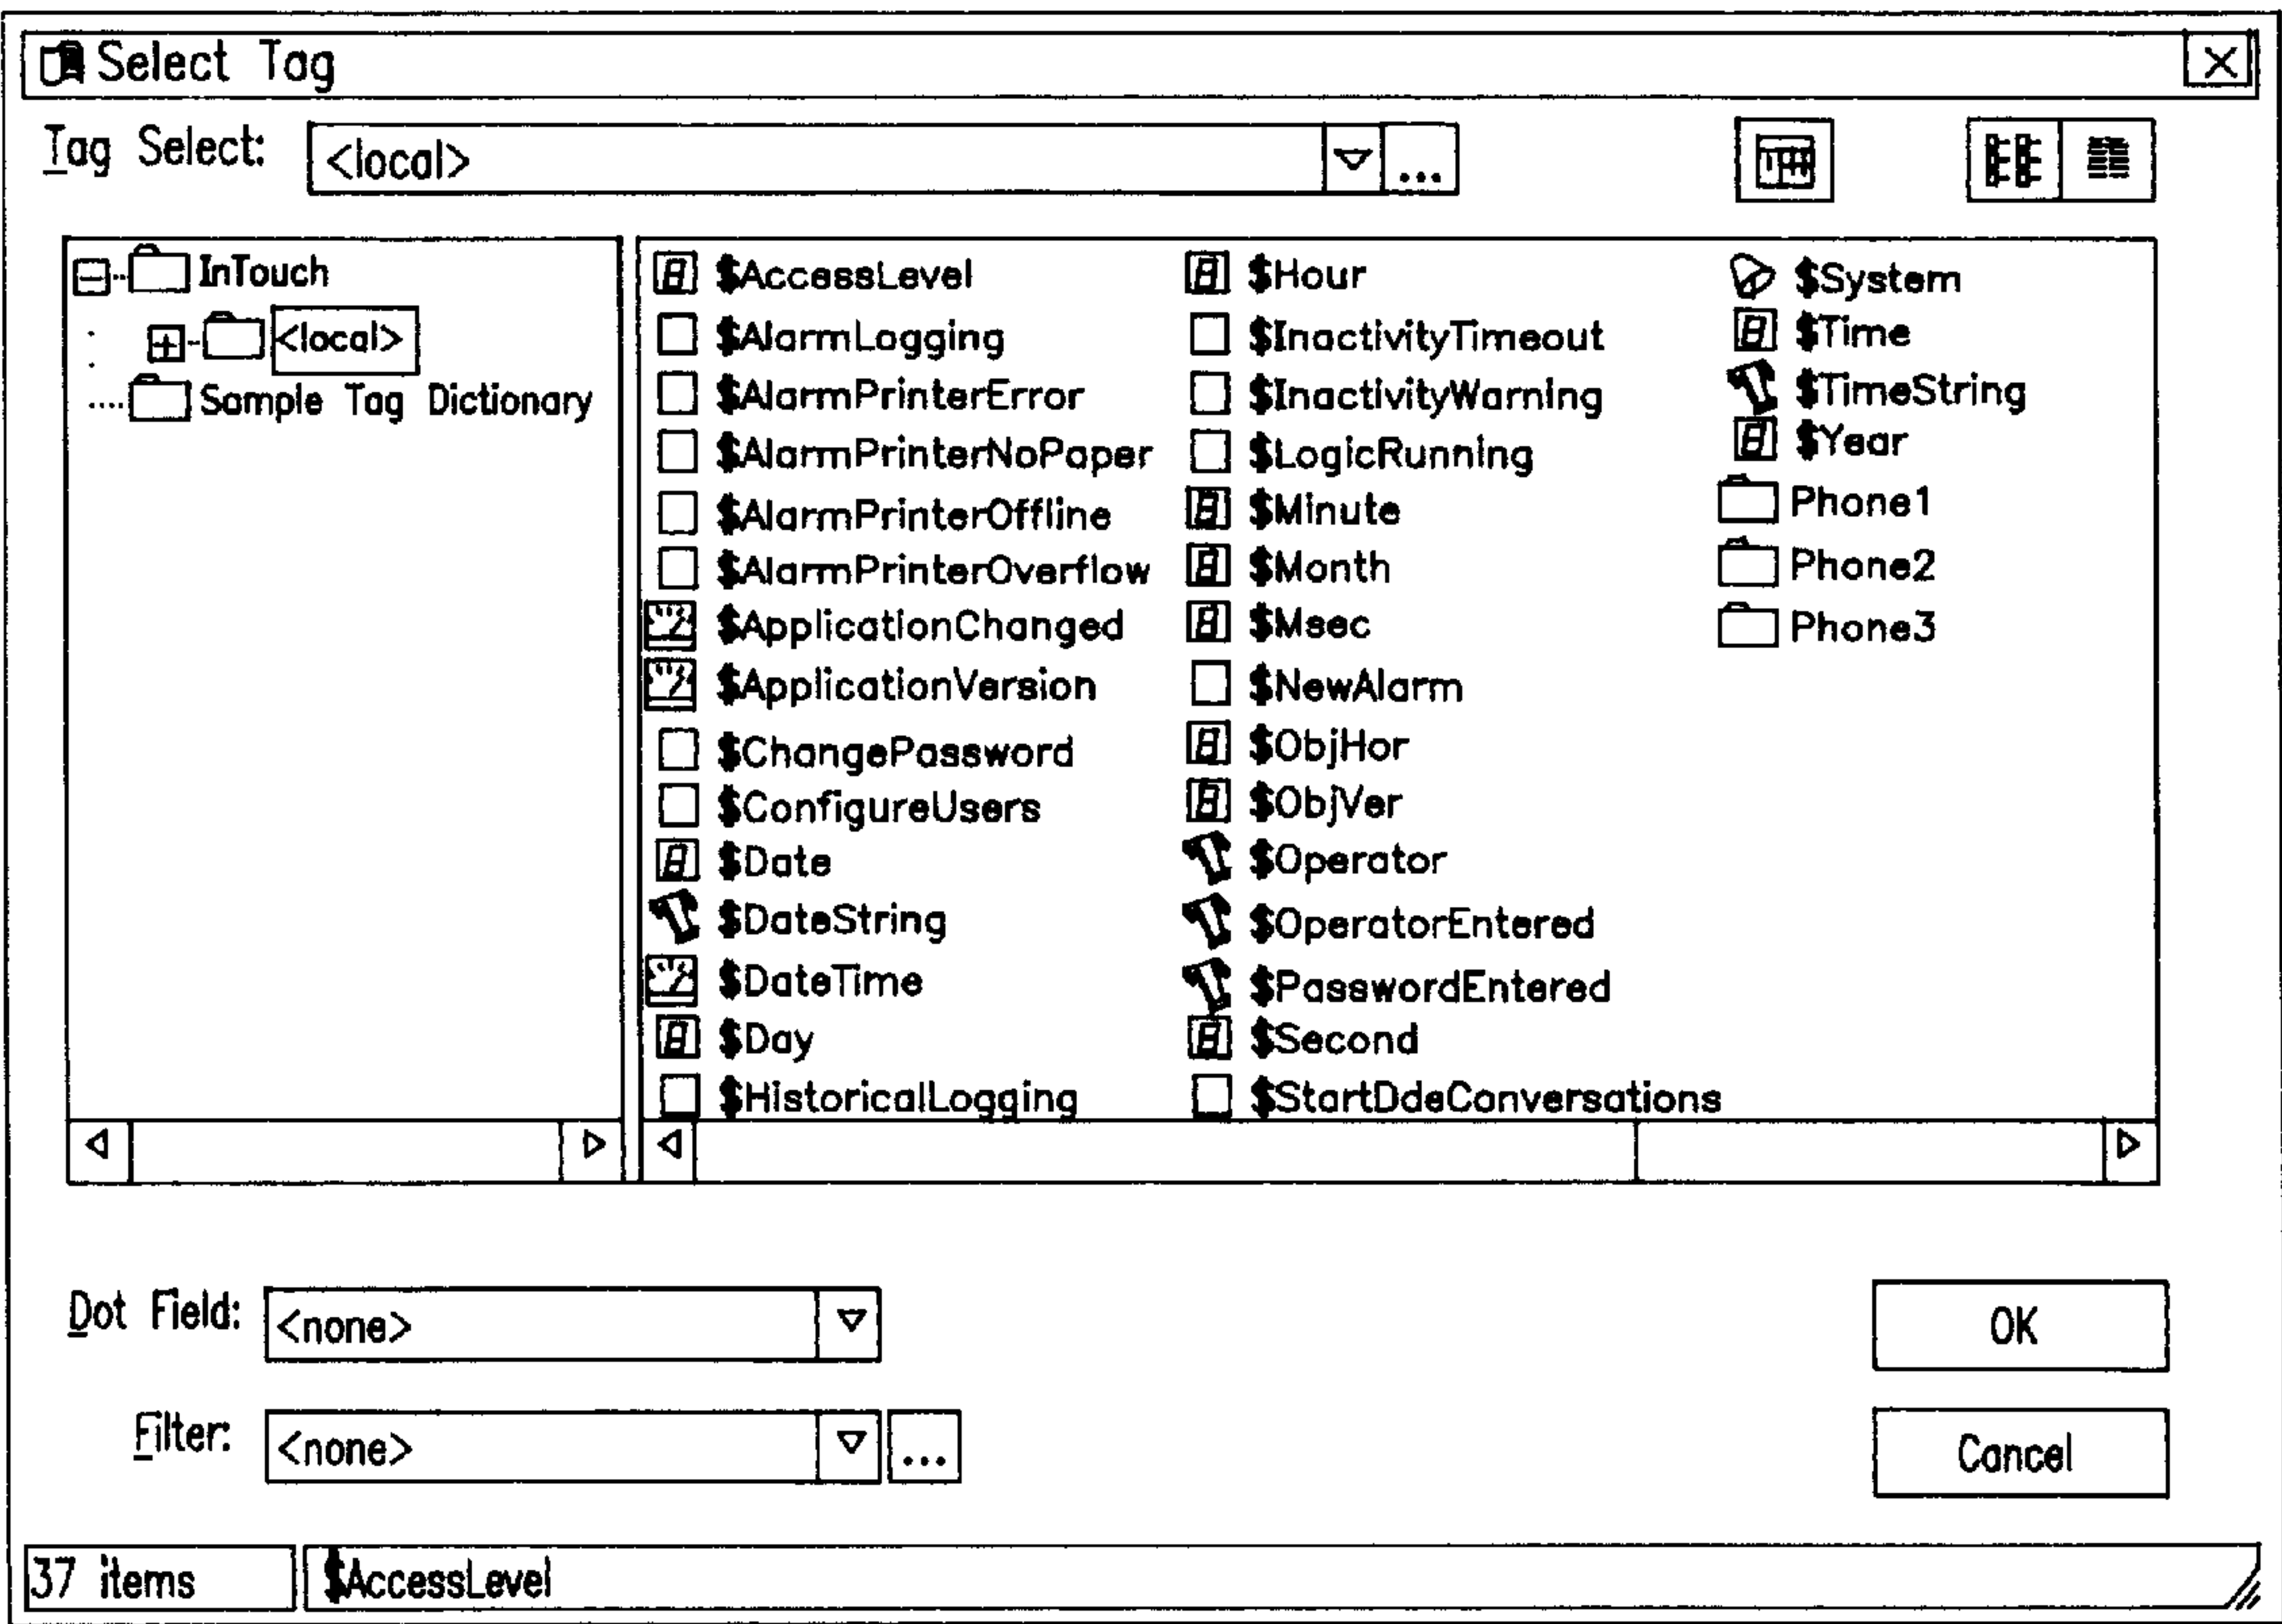 Select Tag
Tag Select: <local> ...
InTouch
<local>
Sample Tag Dictionary
$AccessLevel
$AlarmLogging
$AlarmPrinterError
$AlarmPrinterNoPaper
$AlarmPrinterOffline
$AlarmPrinterOverflow
$ApplicationChanged
$ApplicationVersion
$ChangePassword
$ConfigureUsers
$Date
$DateString
$DateTime
$Day
$HistoricalLogging
$Hour
$InactivityTimeout
$InactivityWarning
$LogicRunning
$Minute
$Month
$Msec
$NewAlarm
$ObjHor
$ObjVer
$Operator
$OperatorEntered
$PasswordEntered
$Second
$StartDdeConversations
$System
$Time
$TimeString
$Year
Phone1
Phone2
Phone3
Dot Field: <none>
OK
Filter: <none> ...
Cancel
37 items $AccessLevel